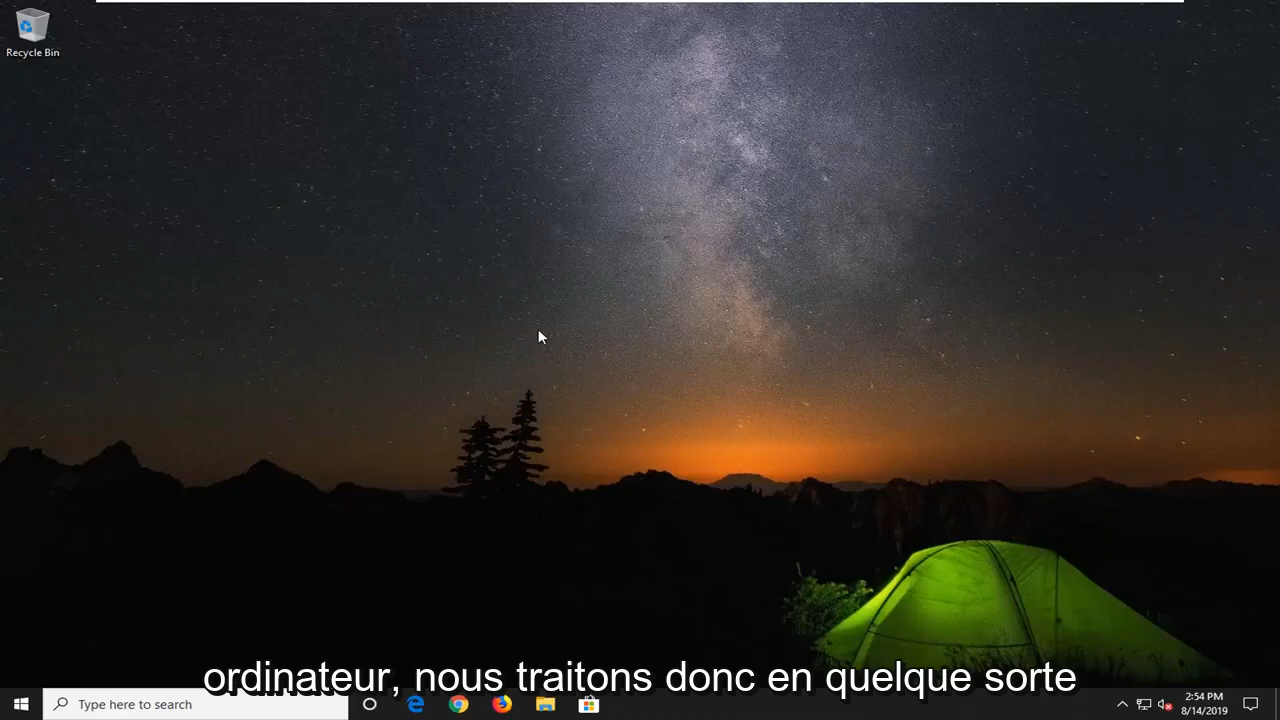 Recycle Bin
ordinateur, nous traitons donc en quelque sorte
Type here to search
2:54 PM
8/14/2019